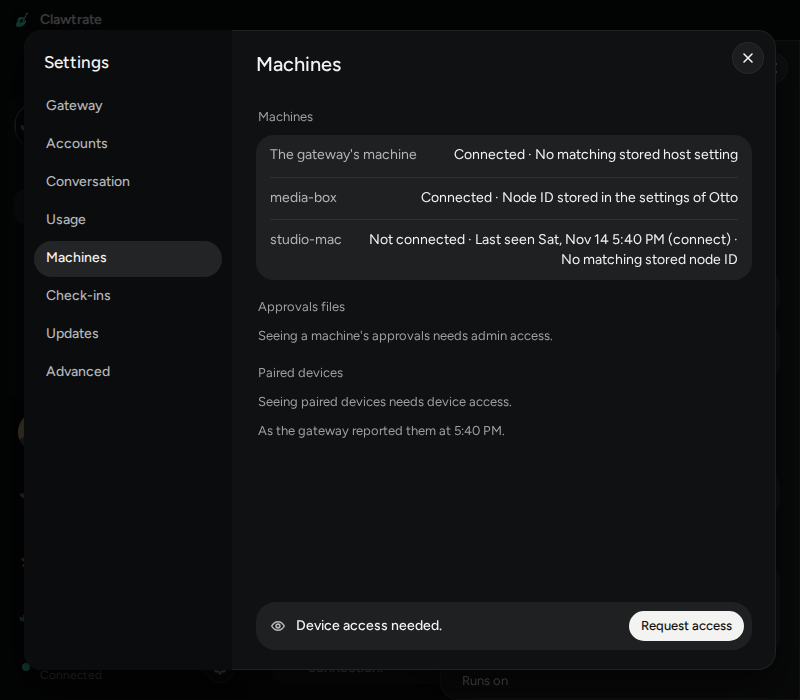 Clawtrate
Settings
Gateway
Accounts
Conversation
Usage
Machines
Check-ins
Updates
Advanced
Machines
Machines
The gateway's machine
Connected · No matching stored host setting
media-box
Connected · Node ID stored in the settings of Otto
studio-mac
Not connected · Last seen Sat, Nov 14 5:40 PM (connect) ·
No matching stored node ID
Approvals files
Seeing a machine's approvals needs admin access.
Paired devices
Seeing paired devices needs device access.
As the gateway reported them at 5:40 PM.
Device access needed.
Request access
Connected
Runs on